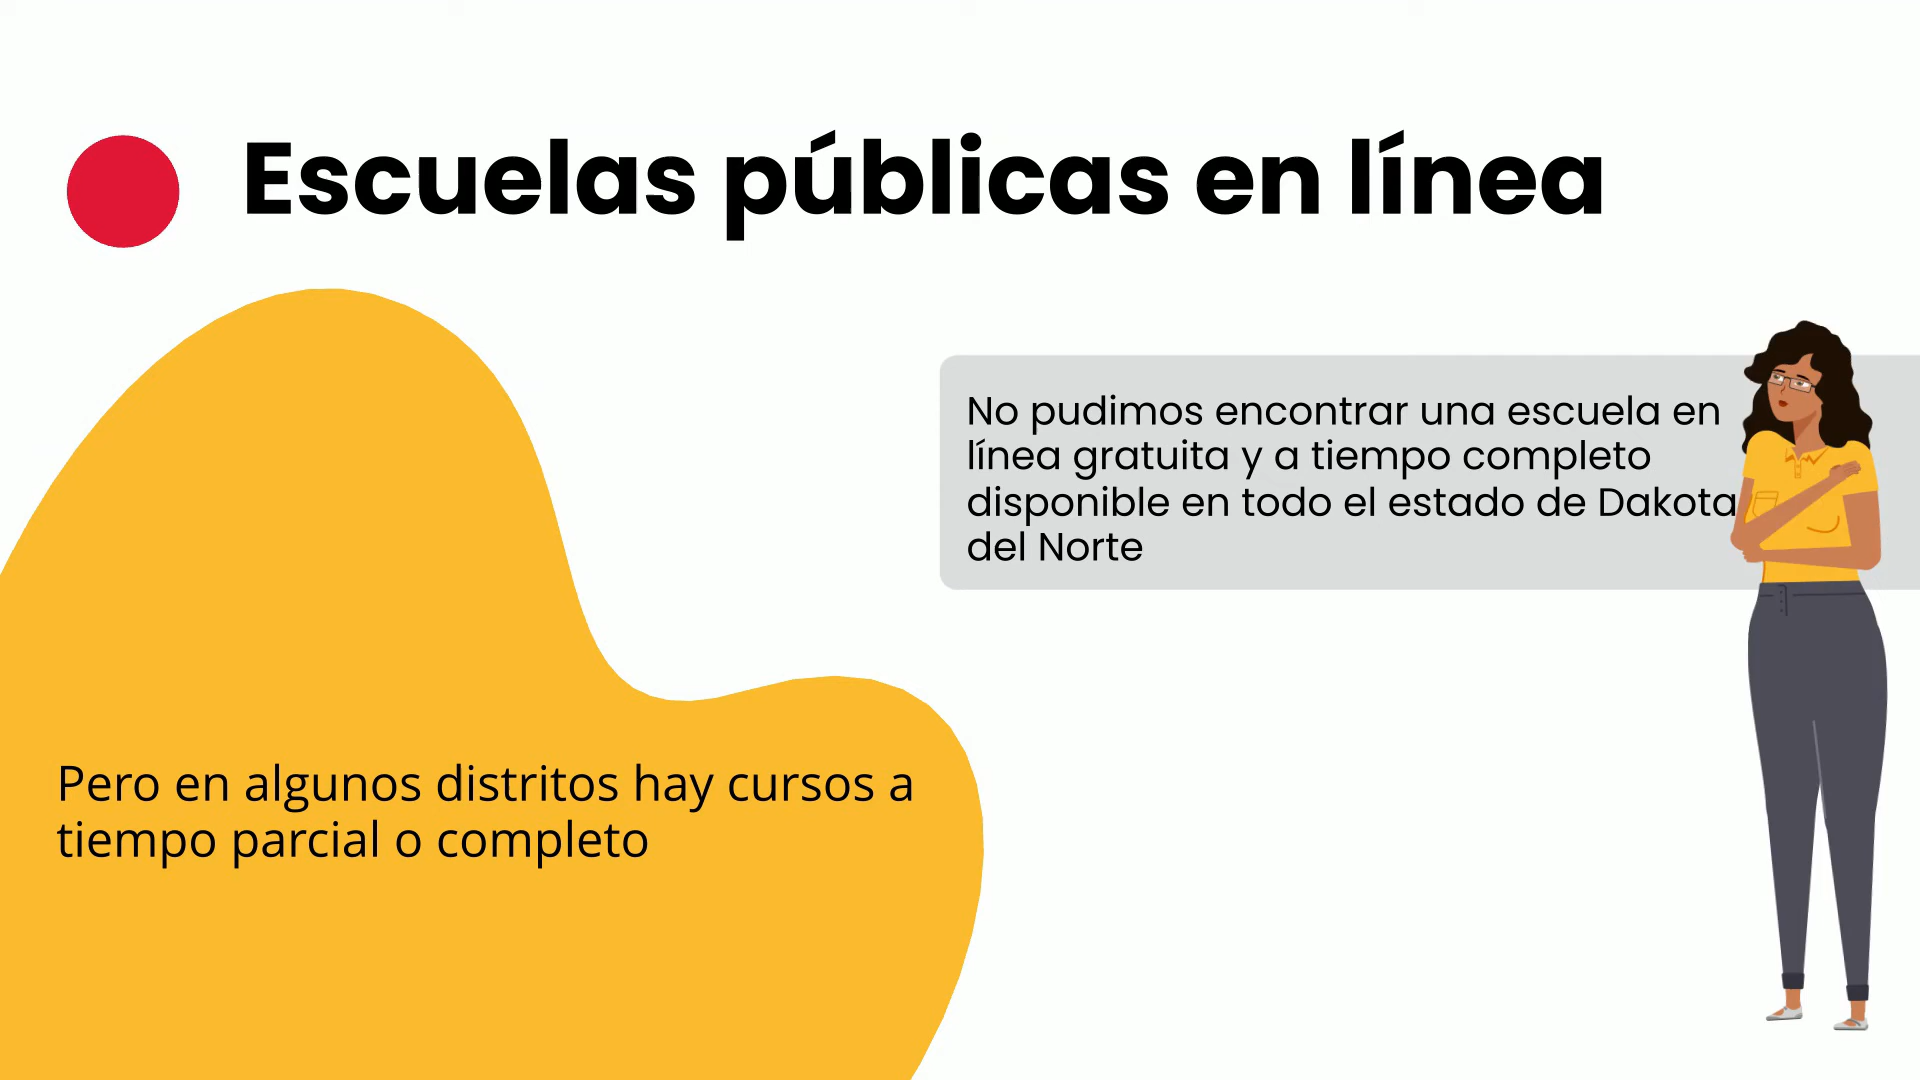 Escuelas públicas en línea
No pudimos encontrar una escuela en
línea gratuita y a tiempo completo
disponible en todo el estado de Dakota
del Norte
Pero en algunos distritos hay cursos a
tiempo parcial o completo